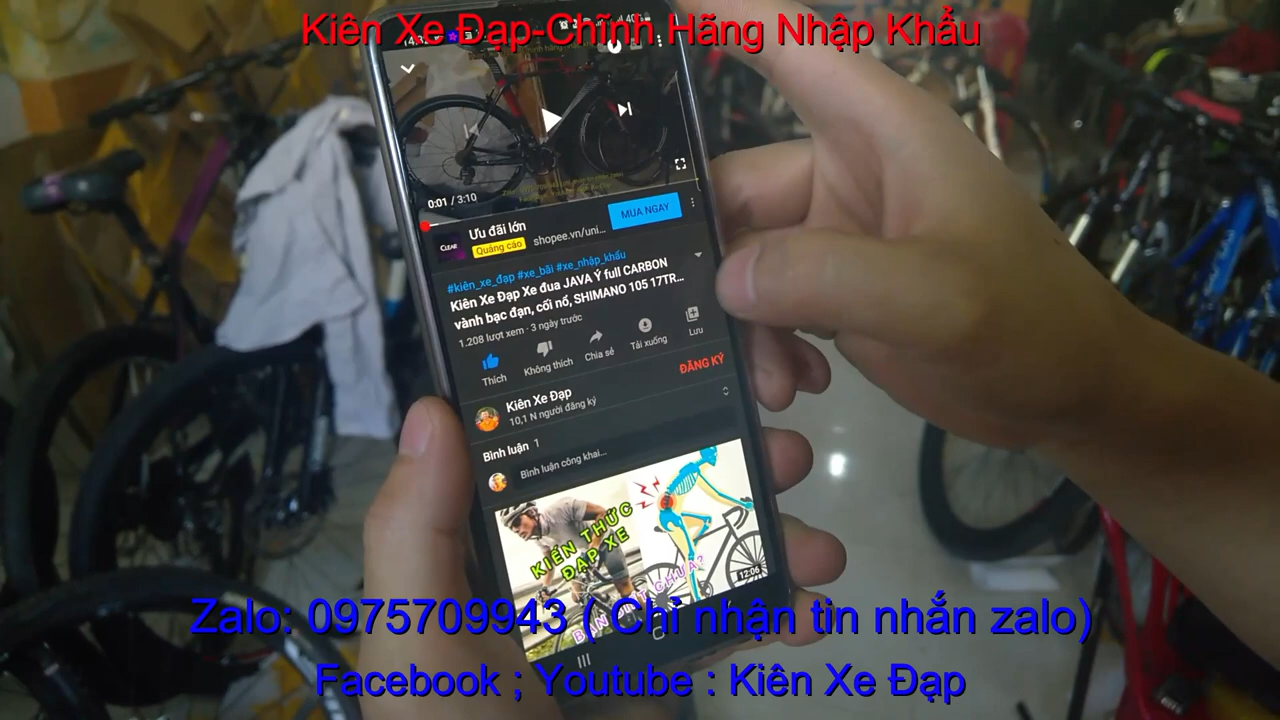 Kiên Xe Đạp-Chĩnh Hãng Nhập Khẩu
0:01 / 3:10
Ưu đãi lớn
MUA NGAY
CLEAR
Quảng cáo shopee.vn/uni...
#kiên_xe_đạp #xe_bãi #xe_nhập_khẩu
Kiên Xe Đạp Xe đua JAVA Ý full CARBON
vành bạc đạn, cối nổ, SHIMANO 105 17TR...
1.208 lượt xem · 3 ngày trước
Thích Không thích Chia sẻ Tải xuống Lưu
Kiên Xe Đạp
ĐĂNG KÝ
10,1 N người đăng ký
Bình luận 1
Bình luận công khai...
KIẾN THỨC
ĐẠP XE
12:06
Zalo: 0975709943 ( Chỉ nhận tin nhắn zalo)
Facebook ; Youtube : Kiên Xe Đạp